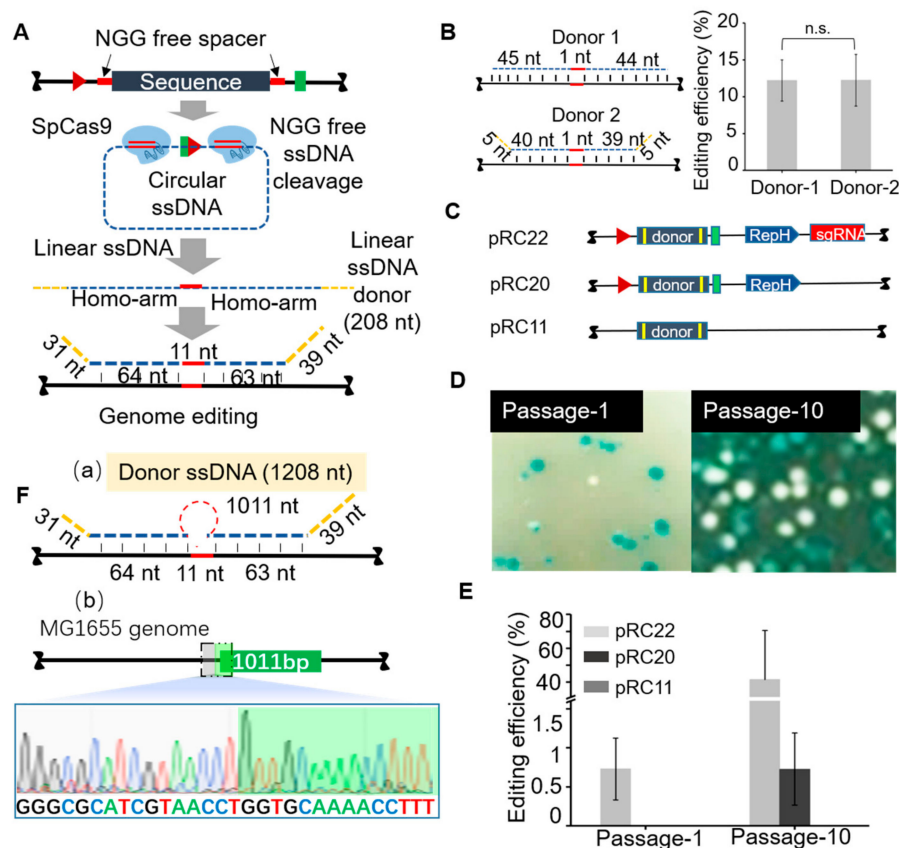 A
NGG free spacer
Sequence
SpCas9
NGG free
ssDNA
cleavage
Circular
ssDNA
Linear ssDNA
Linear
ssDNA
donor
(208 nt)
Homo-arm
Homo-arm
31 nt
11 nt
39 nt
64 nt
63 nt
Genome editing
B
Donor 1
45 nt
1 nt
44 nt
Donor 2
5 nt
40 nt
1 nt
39 nt
5 nt
Editing efficiency (%)
20
15
10
5
0
n.s.
Donor-1
Donor-2
C
pRC22
donor
RepH
sgRNA
pRC20
donor
RepH
pRC11
donor
D
Passage-1
Passage-10
E
Editing efficiency (%)
80
60
40
1.5
1
0.5
0
pRC22
pRC20
pRC11
Passage-1
Passage-10
F
(a)
Donor ssDNA (1208 nt)
1011 nt
31 nt
39 nt
64 nt
11 nt
63 nt
(b)
MG1655 genome
1011bp
GGGCGCATCGTAACCTGGTGCAAAACCTTT